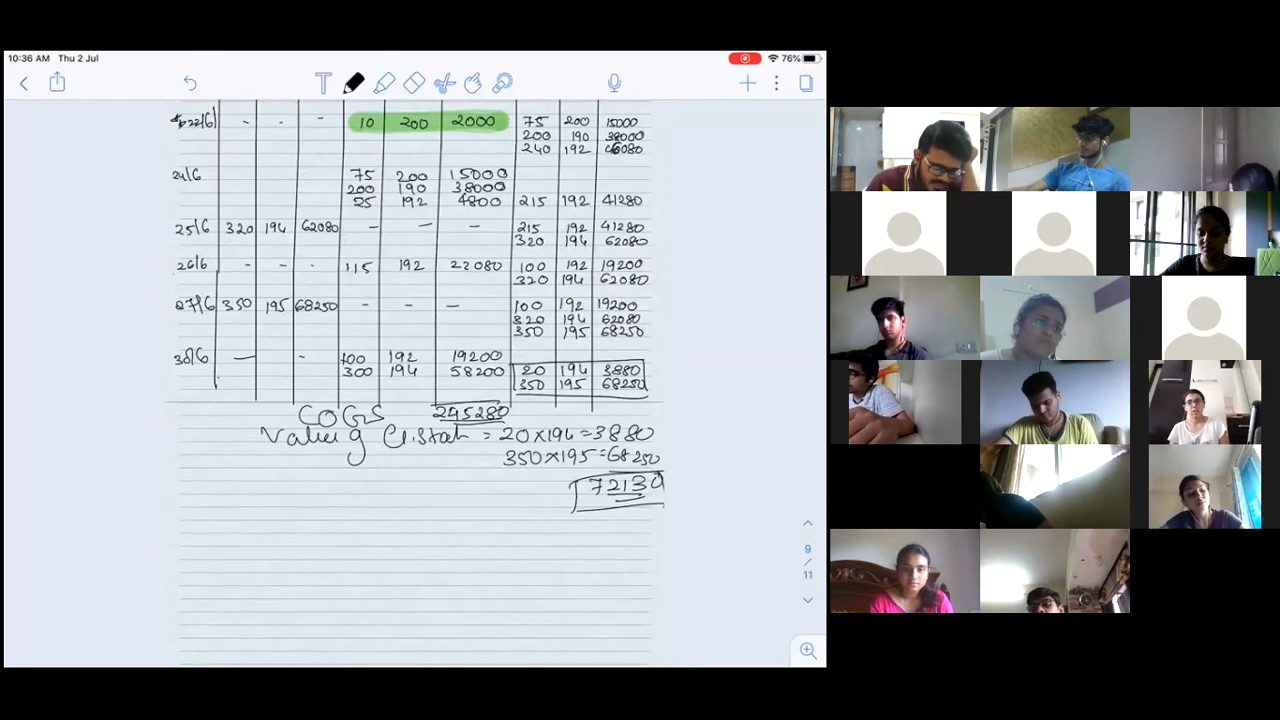 10:36 AM Thu 2 Jul 76%
22/6 - - - 10 200 2000 75 200 15000
200 190 38000
240 192 46080
24/6 75 200 15000
200 190 38000
25 192 4800 215 192 41280
25/6 320 194 62080 - - - 215 192 41280
320 194 62080
26/6 - - - 115 192 22080 100 192 19200
320 194 62080
27/6 350 195 68250 - - - 100 192 19200
320 194 62080
350 195 68250
30/6 - - 100 192 19200
300 194 58200 20 194 3880
350 195 68250
COGS 245280
Value of Cl. Stock = 20×194=3880
350×195=68250
72130
9
/
11